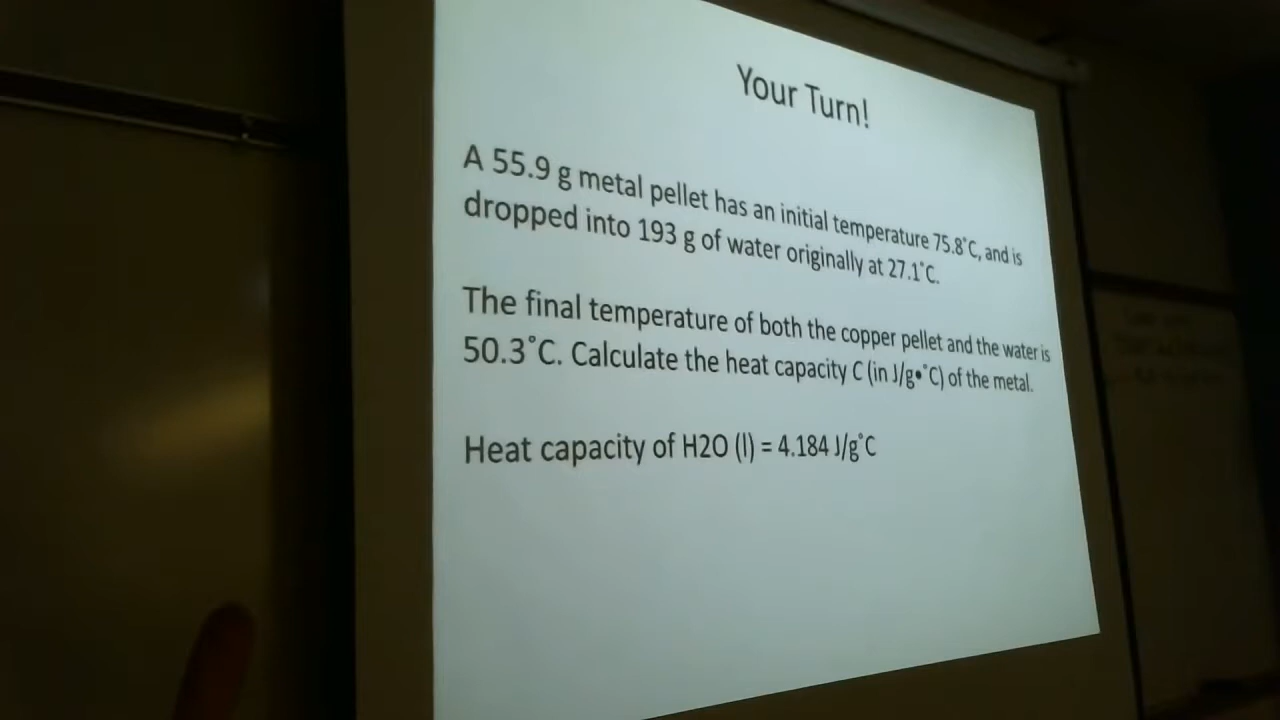 Your Turn!
A 55.9 g metal pellet has an initial temperature 75.8˚C, and is
dropped into 193 g of water originally at 27.1˚C.
The final temperature of both the copper pellet and the water is
50.3˚C. Calculate the heat capacity C (in J/g•˚C) of the metal.
Heat capacity of H2O (l) = 4.184 J/g˚C